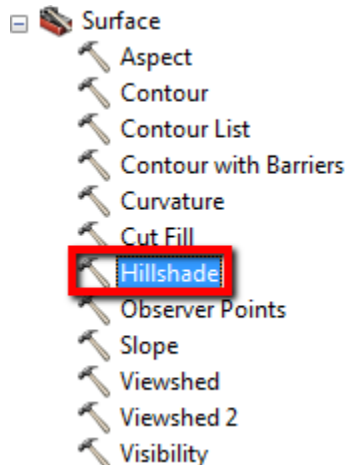 Surface
Aspect
Contour
Contour List
Contour with Barriers
Curvature
Cut Fill
Hillshade
Observer Points
Slope
Viewshed
Viewshed 2
Visibility